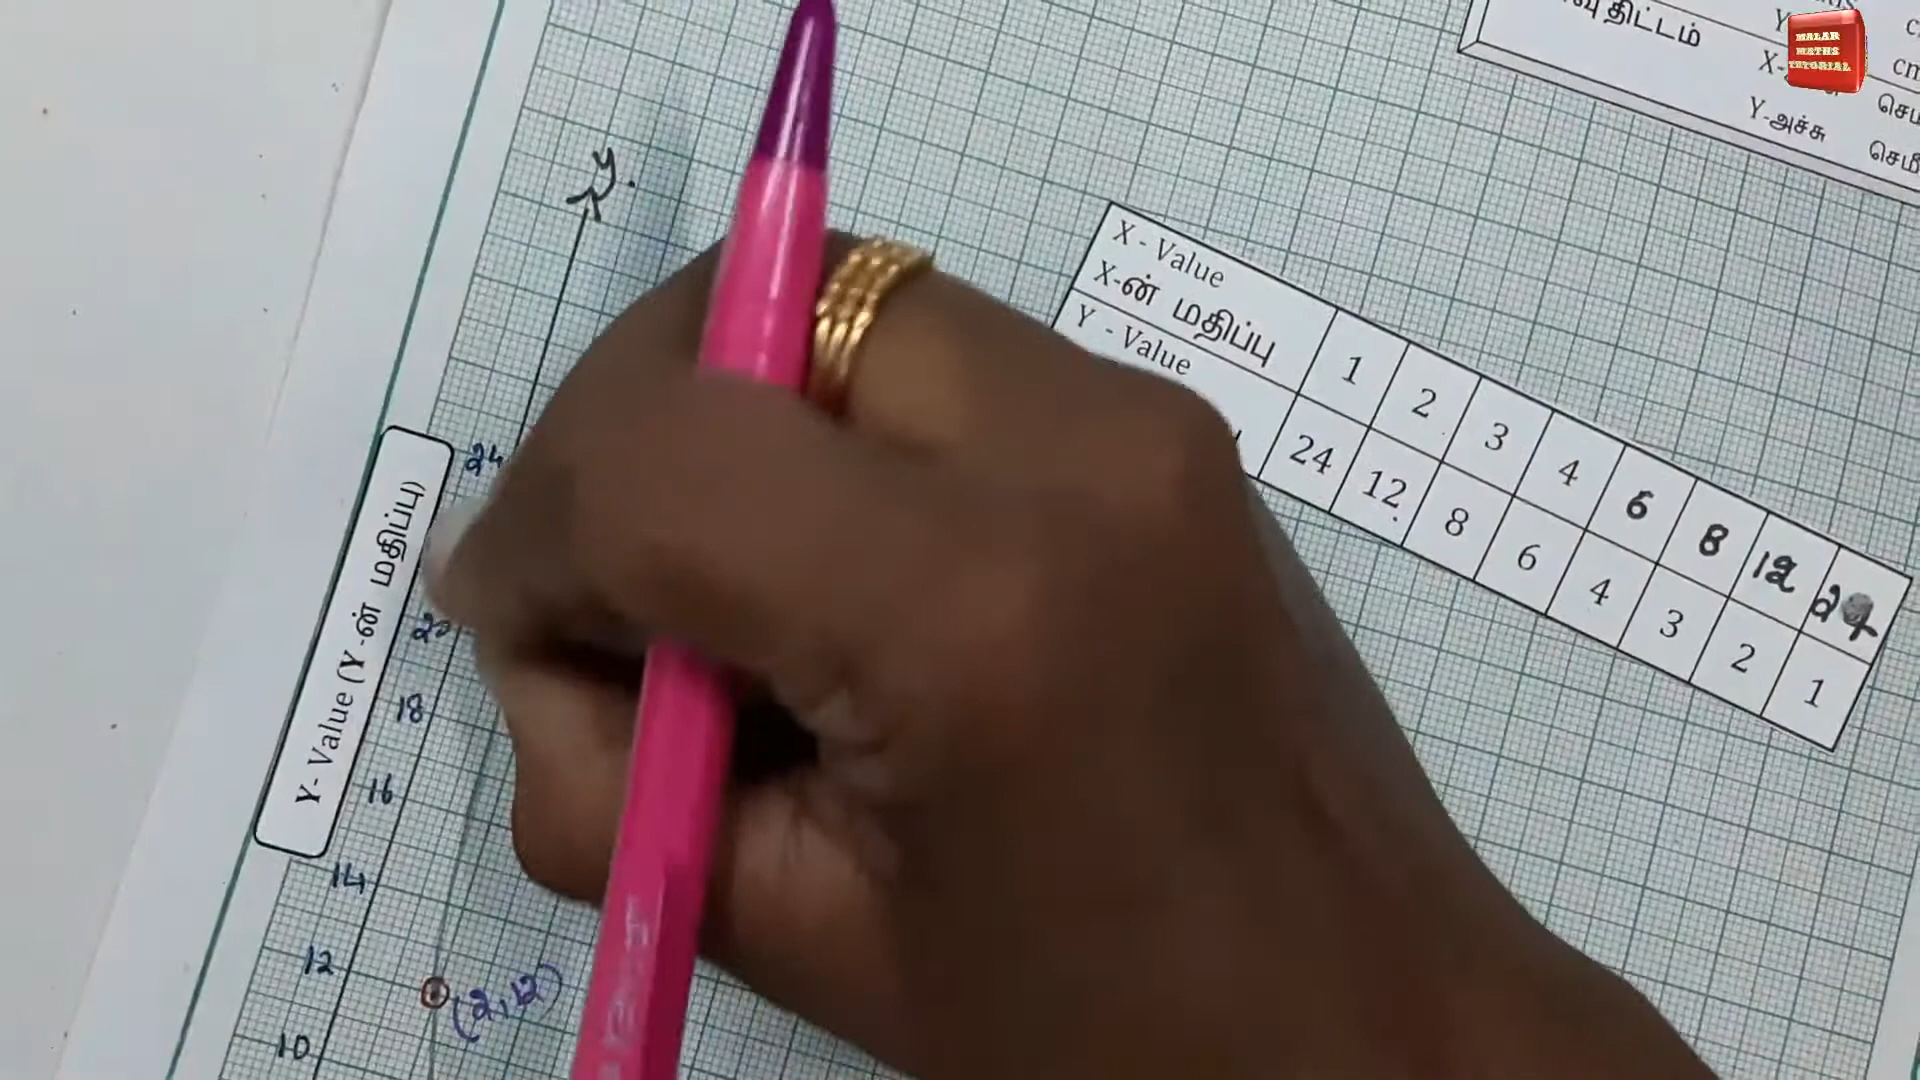 திட்டம்
Y-அச்சு
MALAR
MATHS
TUTORIAL
y
X - Value
X-ன் மதிப்பு
1 2 3 4 6 8 12 24
Y - Value
24 12 8 6 4 3 2 1
Y- Value (Y -ன் மதிப்பு)
24
20
18
16
14
12
(2,12)
10